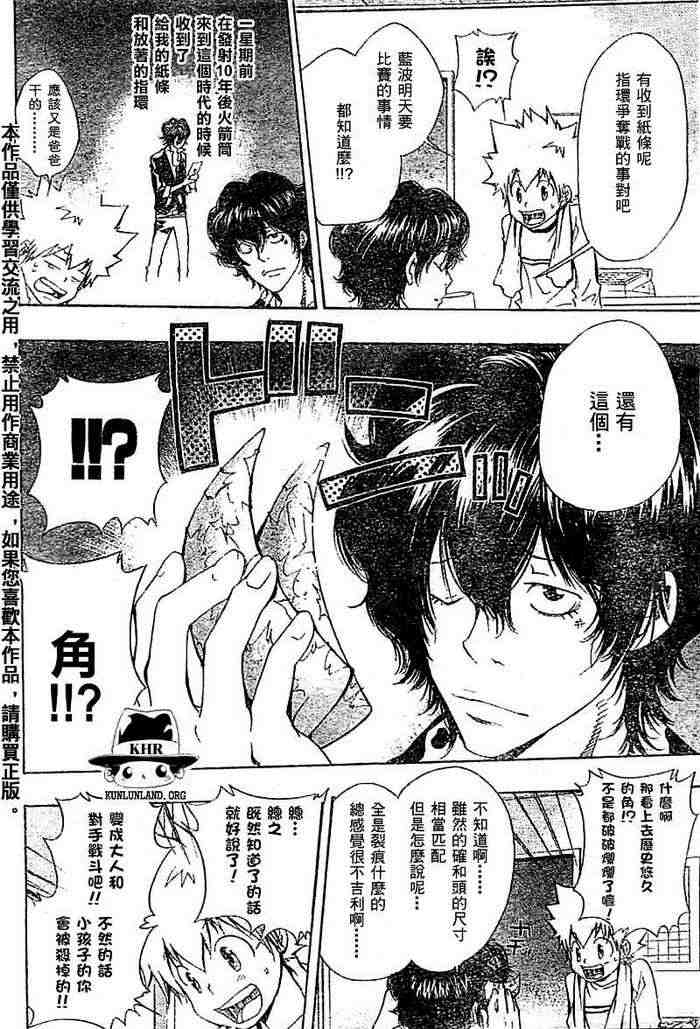 有收到紙條呢
指環爭奪戰的事對吧
誒!?
藍波明天要
比賽的事情
都知道麼!!?
一星期前
在發射10年後火箭筒
來到這個時代的時候
收到了
給我的紙條
和放著的指環
應該又是爸爸
干的………
還有
這個…
!!?
角!!?
什麼啊
那看上去歷史悠久
的角!?
不是都破破爛爛了嘛!
不知道啊……
雖然的確和頭的尺寸
相當匹配
但是怎麼說呢…
全是裂痕什麼的
總感覺很不吉利啊……
總…
總之
既然知道了的話
就好說了!
變成大人和
對手戰斗吧!!
不然的話
小孩子的你
會被殺掉的!!
KHR
KUNLUNLAND.ORG
本作品僅供學習交流之用，禁止用作商業用途，如果您喜歡本作品，請購買正版。